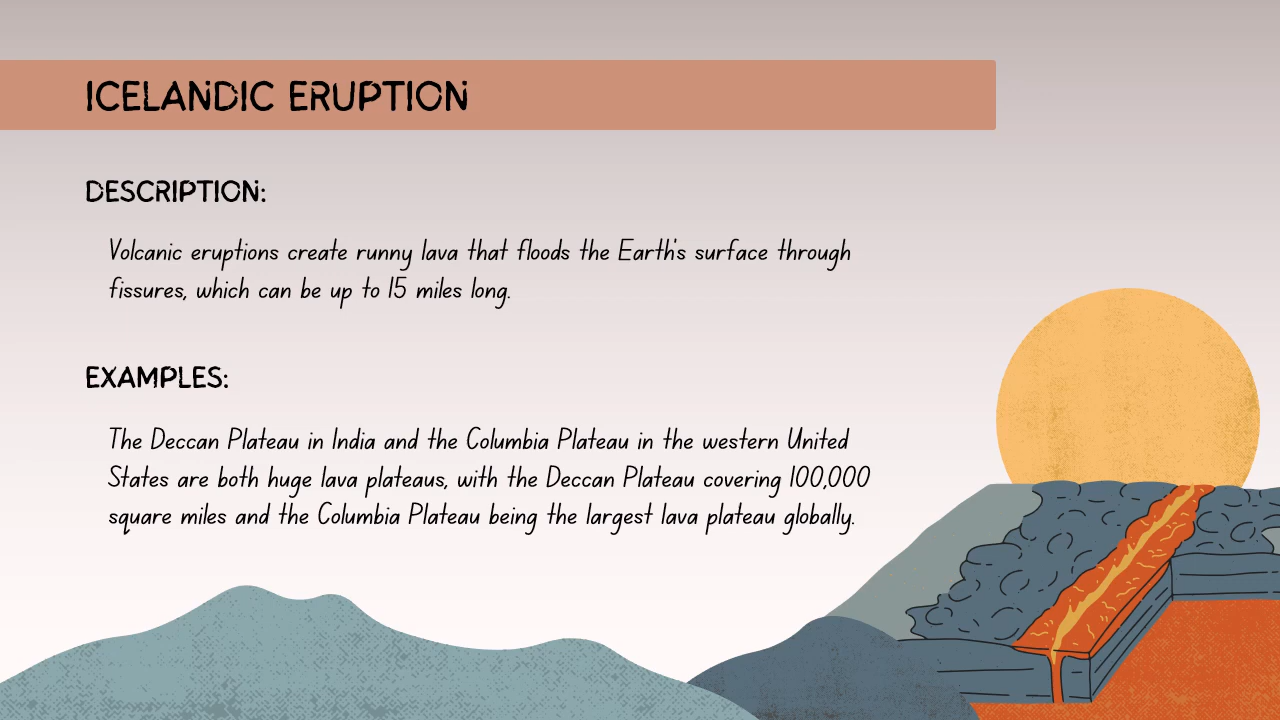 ICELANDIC ERUPTION
DESCRIPTION:
Volcanic eruptions create runny lava that floods the Earth's surface through
fissures, which can be up to 15 miles long.
EXAMPLES:
The Deccan Plateau in India and the Columbia Plateau in the western United
States are both huge lava plateaus, with the Deccan Plateau covering 100,000
square miles and the Columbia Plateau being the largest lava plateau globally.